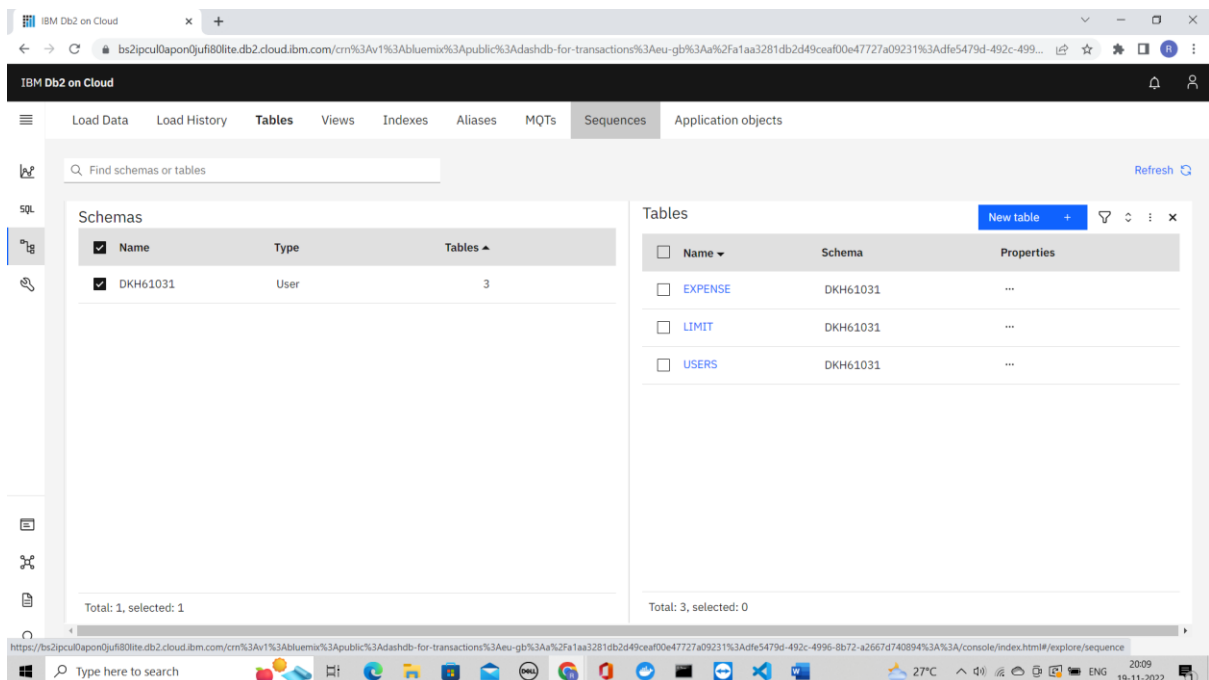 IBM Db2 on Cloud
bs2ipcul0apon0jufi80lite.db2.cloud.ibm.com/crn%3Av1%3Abluemix%3Apublic%3Adashdb-for-transactions%3Aeu-gb%3Aa%2Fa1aa3281db2d49ceaf00e47727a09231%3Adfe5479d-492c-499...
R
IBM Db2 on Cloud
Load Data Load History Tables Views Indexes Aliases MQTs Sequences Application objects
Find schemas or tables
Refresh
SQL
Schemas
Name Type Tables
DKH61031 User 3
Total: 1, selected: 1
Tables
New table +
Name Schema Properties
EXPENSE DKH61031 ...
LIMIT DKH61031 ...
USERS DKH61031 ...
Total: 3, selected: 0
https://bs2ipcul0apon0jufi80lite.db2.cloud.ibm.com/crn%3Av1%3Abluemix%3Apublic%3Adashdb-for-transactions%3Aeu-gb%3Aa%2Fa1aa3281db2d49ceaf00e47727a09231%3Adfe5479d-492c-4996-8b72-a2667d740894%3A%3A/console/index.html#/explore/sequence
Type here to search
DELL
27°C
ENG
20:09
19-11-2022